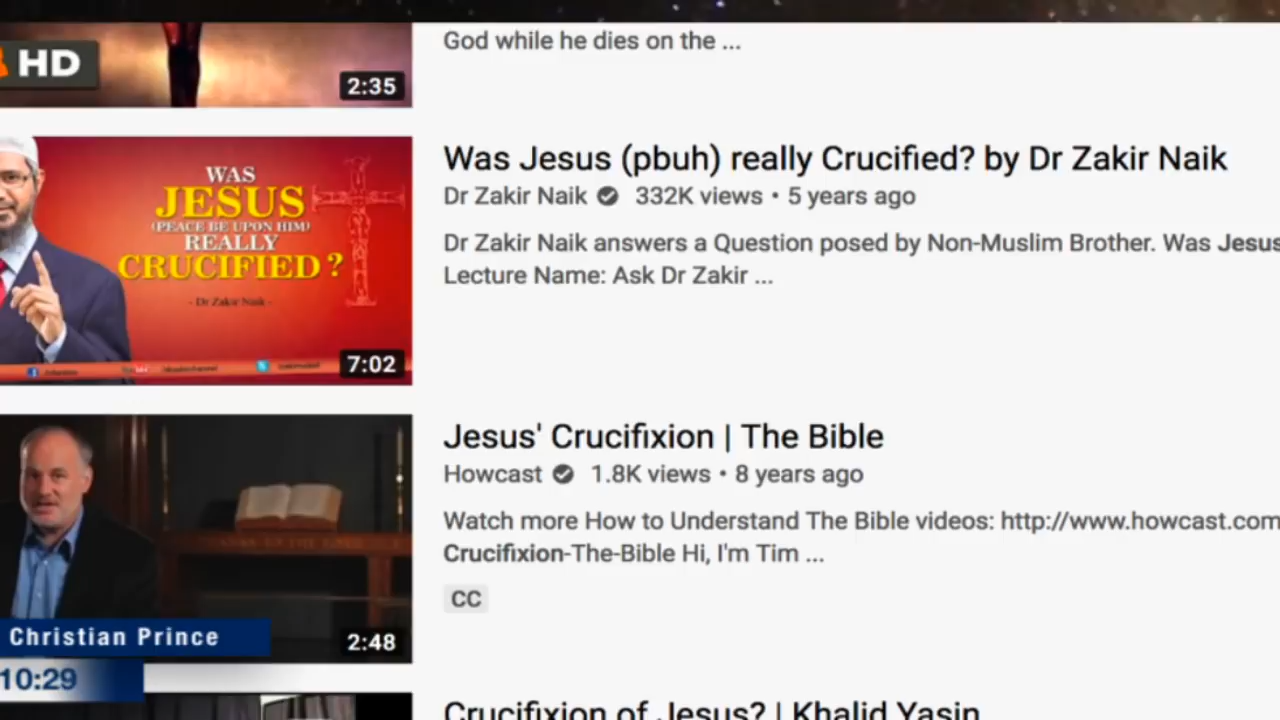 God while he dies on the ...
HD
2:35
WAS
JESUS
(PEACE BE UPON HIM)
REALLY
CRUCIFIED?
- Dr Zakir Naik -
7:02
Was Jesus (pbuh) really Crucified? by Dr Zakir Naik
Dr Zakir Naik 332K views • 5 years ago
Dr Zakir Naik answers a Question posed by Non-Muslim Brother. Was Jesus
Lecture Name: Ask Dr Zakir ...
Jesus' Crucifixion | The Bible
Howcast 1.8K views • 8 years ago
Watch more How to Understand The Bible videos: http://www.howcast.com
Crucifixion-The-Bible Hi, I'm Tim ...
CC
Christian Prince
2:48
10:29
Crucifixion of Jesus? | Khalid Yasin